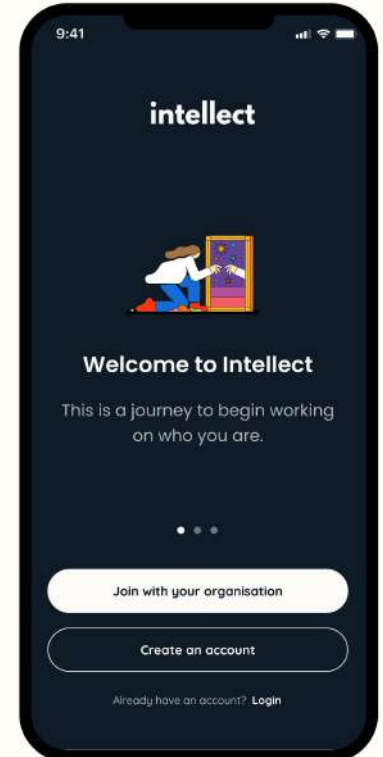 9:41
intellect
Welcome to Intellect
This is a journey to begin working
on who you are.
Join with your organisation
Create an account
Already have an account? Login